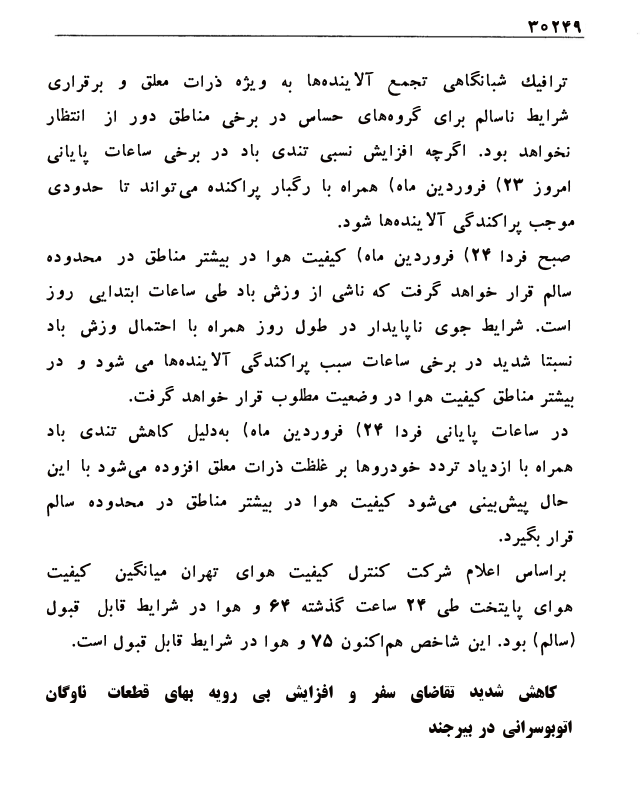 ۳۰۲۴۹
ترافیك شبانگاهی تجمع آلاینده‌ها به ویژه ذرات معلق و برقراری
شرایط ناسالم برای گروه‌های حساس در برخی مناطق دور از انتظار
نخواهد بود. اگرچه افزایش نسبی تندی باد در برخی ساعات پایانی
امروز ۲۳) فروردین ماه) همراه با رگبار پراکنده می‌تواند تا حدودی
موجب پراکندگی آلاینده‌ها شود.
صبح فردا ۲۴) فروردین ماه) کیفیت هوا در بیشتر مناطق در محدوده
سالم قرار خواهد گرفت که ناشی از وزش باد طی ساعات ابتدایی روز
است. شرایط جوی ناپایدار در طول روز همراه با احتمال وزش باد
نسبتا شدید در برخی ساعات سبب پراکندگی آلاینده‌ها می شود و در
بیشتر مناطق کیفیت هوا در وضعیت مطلوب قرار خواهد گرفت.
در ساعات پایانی فردا ۲۴) فروردین ماه) به‌دلیل کاهش تندی باد
همراه با ازدیاد تردد خودروها بر غلظت ذرات معلق افزوده می‌شود با این
حال پیش‌بینی می‌شود کیفیت هوا در بیشتر مناطق در محدوده سالم
قرار بگیرد.
براساس اعلام شرکت کنترل کیفیت هوای تهران میانگین کیفیت
هوای پایتخت طی ۲۴ ساعت گذشته ۶۴ و هوا در شرایط قابل قبول
(سالم) بود. این شاخص هم‌اکنون ۷۵ و هوا در شرایط قابل قبول است.
کاهش شدید تقاضای سفر و افزایش بی رویه بهای قطعات ناوگان
اتوبوسرانی در بیرجند